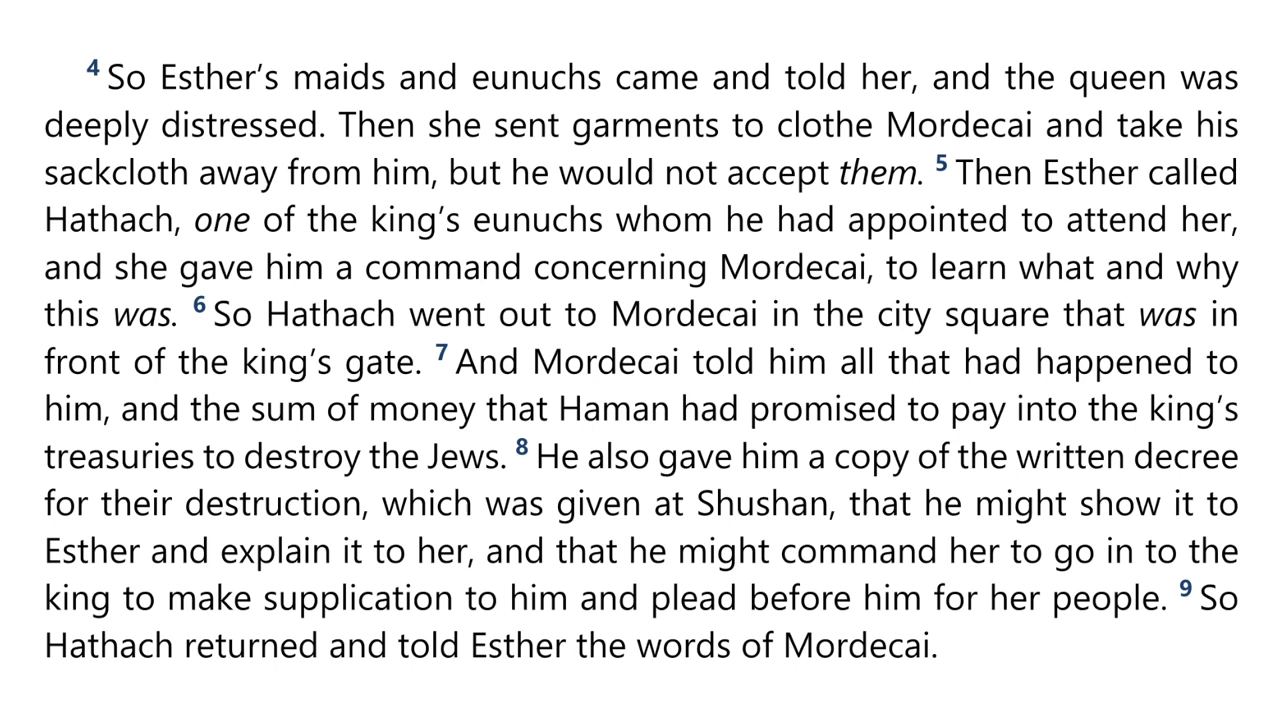 4 So Esther’s maids and eunuchs came and told her, and the queen was
deeply distressed. Then she sent garments to clothe Mordecai and take his
sackcloth away from him, but he would not accept them. 5 Then Esther called
Hathach, one of the king’s eunuchs whom he had appointed to attend her,
and she gave him a command concerning Mordecai, to learn what and why
this was. 6 So Hathach went out to Mordecai in the city square that was in
front of the king’s gate. 7 And Mordecai told him all that had happened to
him, and the sum of money that Haman had promised to pay into the king’s
treasuries to destroy the Jews. 8 He also gave him a copy of the written decree
for their destruction, which was given at Shushan, that he might show it to
Esther and explain it to her, and that he might command her to go in to the
king to make supplication to him and plead before him for her people. 9 So
Hathach returned and told Esther the words of Mordecai.